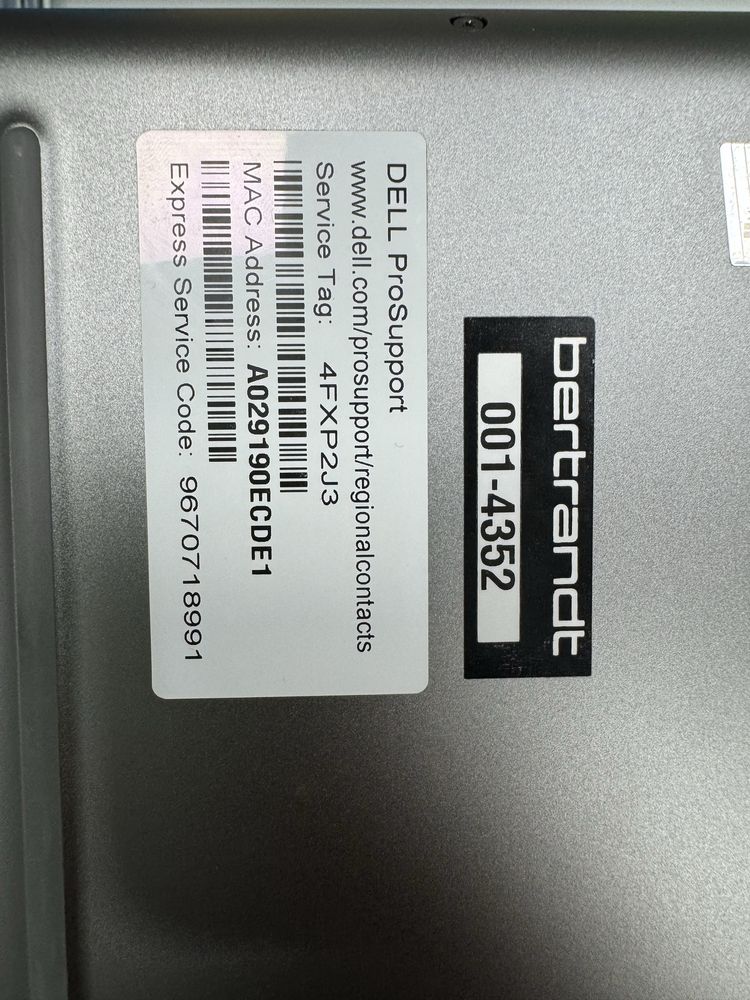 DELL ProSupport
www.dell.com/prosupport/regionalcontacts
Service Tag: 4FXP2J3
MAC Address: A029190ECDE1
Express Service Code: 9670718991
bertrandt
001-4352